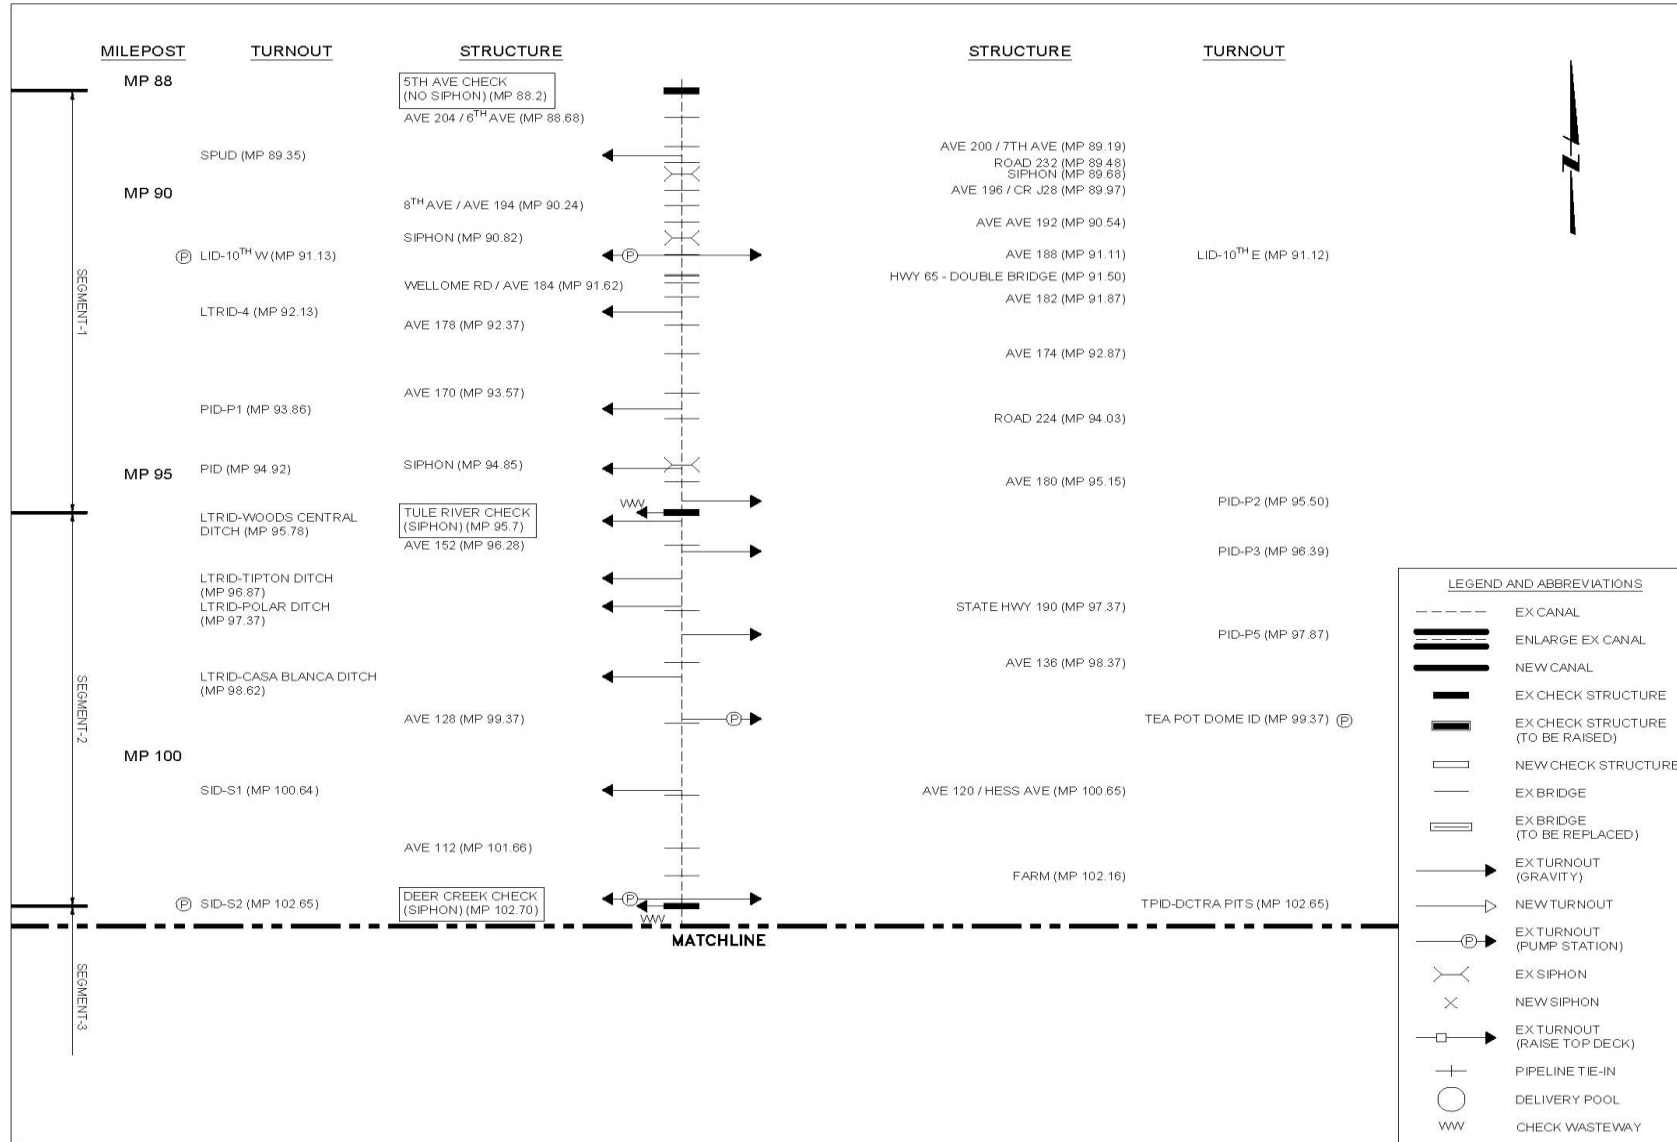 MILEPOST TURNOUT STRUCTURE STRUCTURE TURNOUT
MP 88
5TH AVE CHECK
(NO SIPHON) (MP 88.2)
AVE 204 / 6TH AVE (MP 88.68)
AVE 200 / 7TH AVE (MP 89.19)
SPUD (MP 89.35)
ROAD 232 (MP 89.48)
SIPHON (MP 89.68)
MP 90
AVE 196 / CR J28 (MP 89.97)
8TH AVE / AVE 194 (MP 90.24)
AVE AVE 192 (MP 90.54)
SIPHON (MP 90.82)
P LID-10TH W (MP 91.13)
P
AVE 188 (MP 91.11)
LID-10TH E (MP 91.12)
HWY 65 - DOUBLE BRIDGE (MP 91.50)
WELLOME RD / AVE 184 (MP 91.62)
AVE 182 (MP 91.87)
LTRID-4 (MP 92.13)
AVE 178 (MP 92.37)
AVE 174 (MP 92.87)
AVE 170 (MP 93.57)
PID-P1 (MP 93.86)
ROAD 224 (MP 94.03)
SIPHON (MP 94.85)
MP 95
PID (MP 94.92)
AVE 180 (MP 95.15)
PID-P2 (MP 95.50)
TULE RIVER CHECK
(SIPHON) (MP 95.7)
LTRID-WOODS CENTRAL
DITCH (MP 95.78)
AVE 152 (MP 96.28)
PID-P3 (MP 96.39)
LTRID-TIPTON DITCH
(MP 96.87)
LTRID-POLAR DITCH
(MP 97.37)
STATE HWY 190 (MP 97.37)
PID-P5 (MP 97.87)
AVE 136 (MP 98.37)
LTRID-CASA BLANCA DITCH
(MP 98.62)
AVE 128 (MP 99.37)
P
TEA POT DOME ID (MP 99.37) P
MP 100
SID-S1 (MP 100.64)
AVE 120 / HESS AVE (MP 100.65)
AVE 112 (MP 101.66)
FARM (MP 102.16)
P SID-S2 (MP 102.65)
DEER CREEK CHECK
(SIPHON) (MP 102.70)
P
TPID-DCTRA PITS (MP 102.65)
MATCHLINE
SEGMENT-1
SEGMENT-2
SEGMENT-3
LEGEND AND ABBREVIATIONS
EX CANAL
ENLARGE EX CANAL
NEW CANAL
EX CHECK STRUCTURE
EX CHECK STRUCTURE
(TO BE RAISED)
NEW CHECK STRUCTURE
EX BRIDGE
EX BRIDGE
(TO BE REPLACED)
EX TURNOUT
(GRAVITY)
NEW TURNOUT
P EX TURNOUT
(PUMP STATION)
EX SIPHON
NEW SIPHON
EX TURNOUT
(RAISE TOP DECK)
PIPELINE TIE-IN
DELIVERY POOL
CHECK WASTEWAY